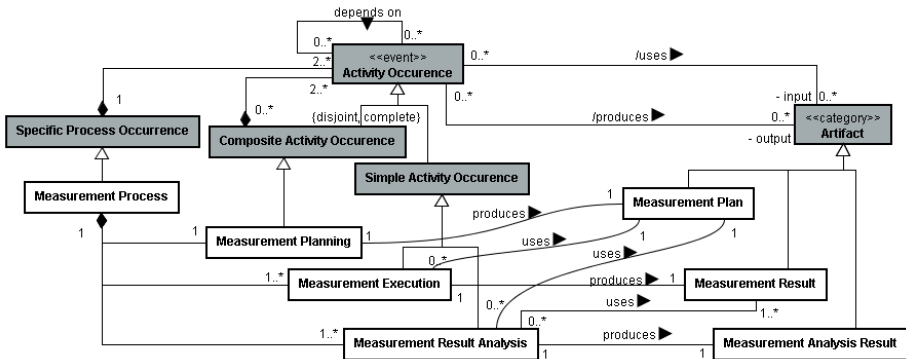 depends on
0..*
0..*
<<event>>
Activity Occurence
0..*
/uses
2..*
2..*
0..*
1
0..*
- input
0..*
{disjoint, complete}
/produces
0..*
- output
<<category>>
Artifact
Specific Process Occurrence
Composite Activity Occurence
Simple Activity Occurence
Measurement Process
1
1
Measurement Planning
1
produces
1
Measurement Plan
1
1
uses
0..*
uses
1..*
Measurement Execution
1
produces
1
Measurement Result
0..*
uses
0..*
1..*
1..*
Measurement Result Analysis
1
produces
1
Measurement Analysis Result